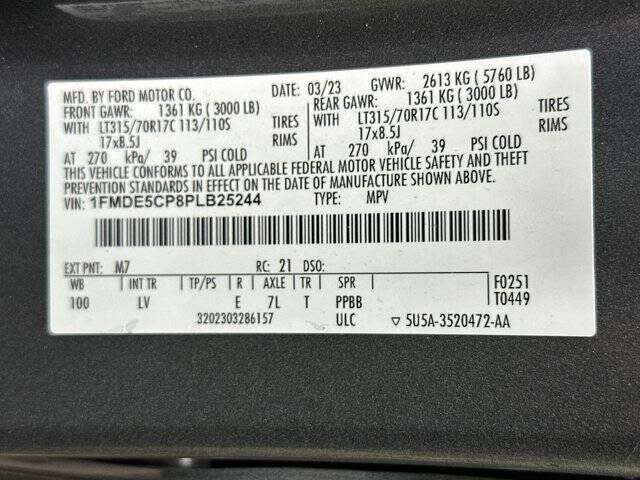 MFD. BY FORD MOTOR CO. DATE: 03/23 GVWR: 2613 KG ( 5760 LB)
FRONT GAWR: 1361 KG ( 3000 LB) REAR GAWR: 1361 KG ( 3000 LB)
WITH LT315/70R17C 113/110S TIRES WITH LT315/70R17C 113/110S TIRES
17x8.5J RIMS 17x8.5J RIMS
AT 270 kPa/ 39 PSI COLD AT 270 kPa/ 39 PSI COLD
THIS VEHICLE CONFORMS TO ALL APPLICABLE FEDERAL MOTOR VEHICLE SAFETY AND THEFT
PREVENTION STANDARDS IN EFFECT ON THE DATE OF MANUFACTURE SHOWN ABOVE.
VIN: 1FMDE5CP8PLB25244 TYPE: MPV
EXT PNT: M7 RC: 21 DSO:
WB INT TR TP/PS R AXLE TR SPR F0251
100 LV E 7L T PPBB T0449
3202303286157 ULC ▽ 5U5A-3520472-AA